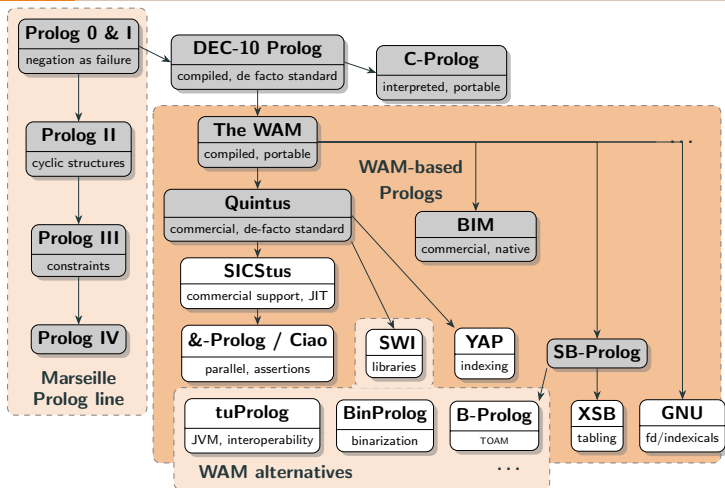 Prolog 0 & I
negation as failure
DEC-10 Prolog
compiled, de facto standard
C-Prolog
interpreted, portable
Prolog II
cyclic structures
The WAM
compiled, portable
...
WAM-based
Prologs
Quintus
commercial, de-facto standard
BIM
commercial, native
Prolog III
constraints
SICStus
commercial support, JIT
Prolog IV
&-Prolog / Ciao
parallel, assertions
SWI
libraries
YAP
indexing
SB-Prolog
Marseille
Prolog line
tuProlog
JVM, interoperability
BinProlog
binarization
B-Prolog
TOAM
XSB
tabling
GNU
fd/indexicals
WAM alternatives
...